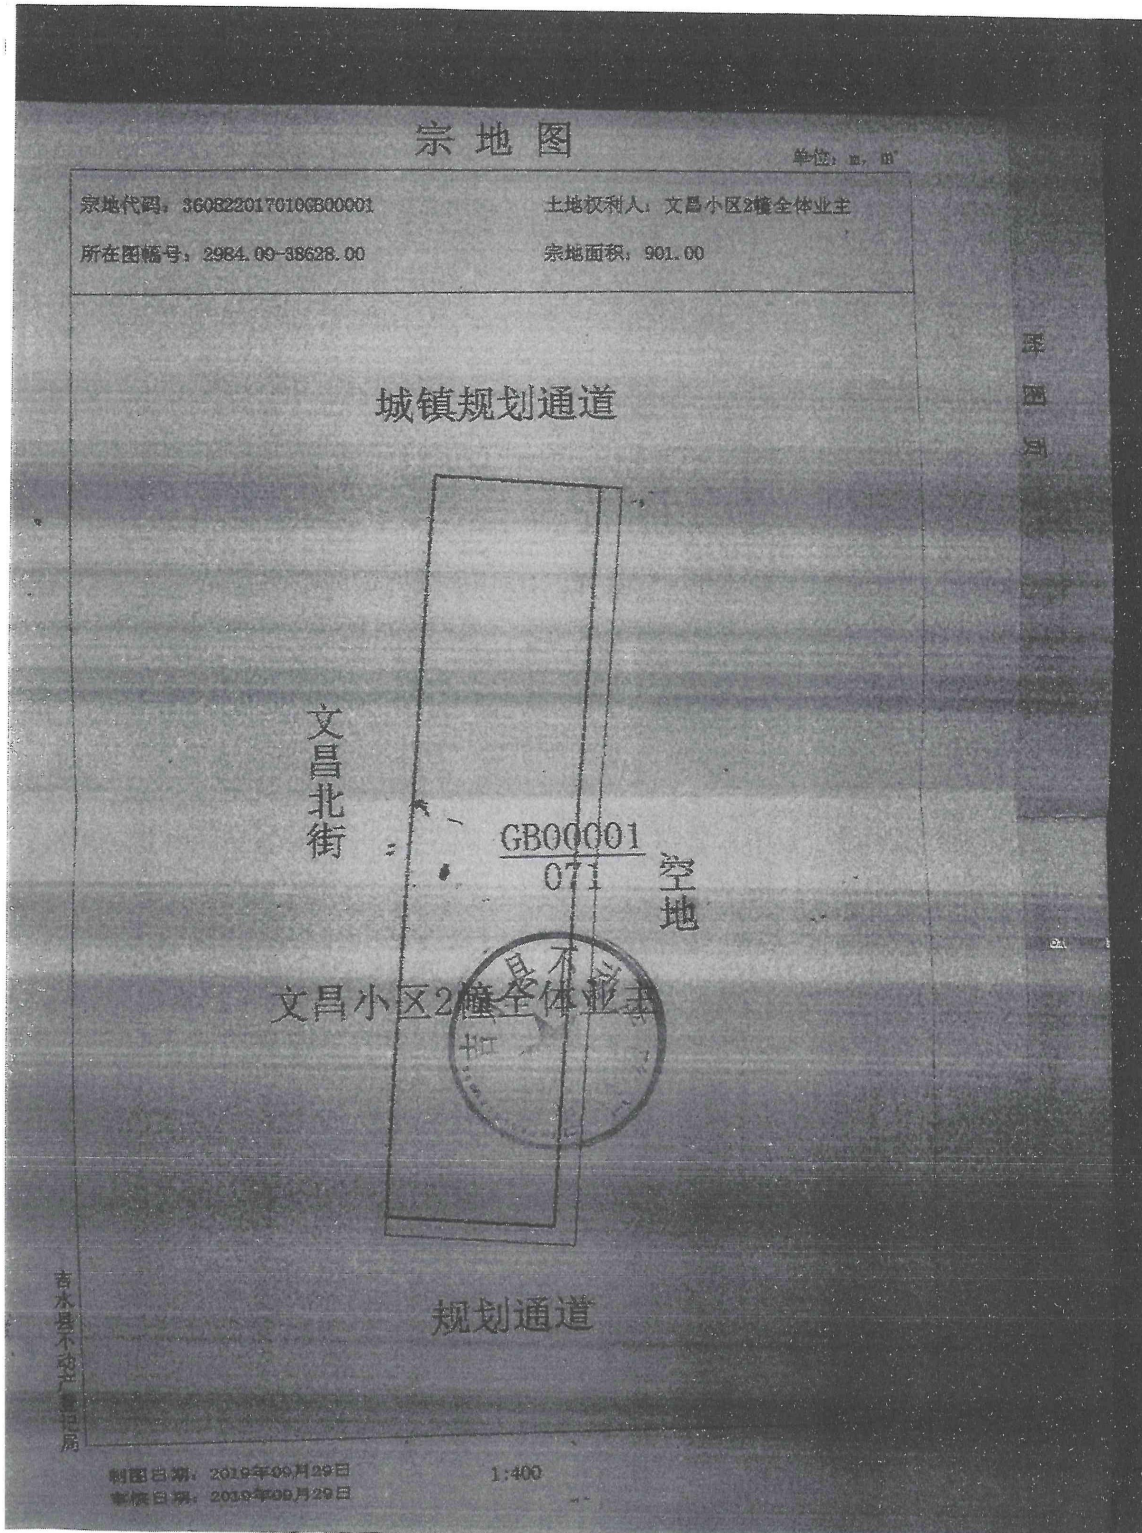 宗地图
单位：m，m²
宗地代码：360822017010GB00001
土地权利人：文昌小区2幢全体业主
所在图幅号：2984.00-38628.00
宗地面积：901.00
附图页
城镇规划通道
文昌北街
GB00001
071
空地
文昌小区2幢全体业主
规划通道
吉水县不动产登记局
制图日期：2019年09月29日
1:400
审核日期：2019年09月29日